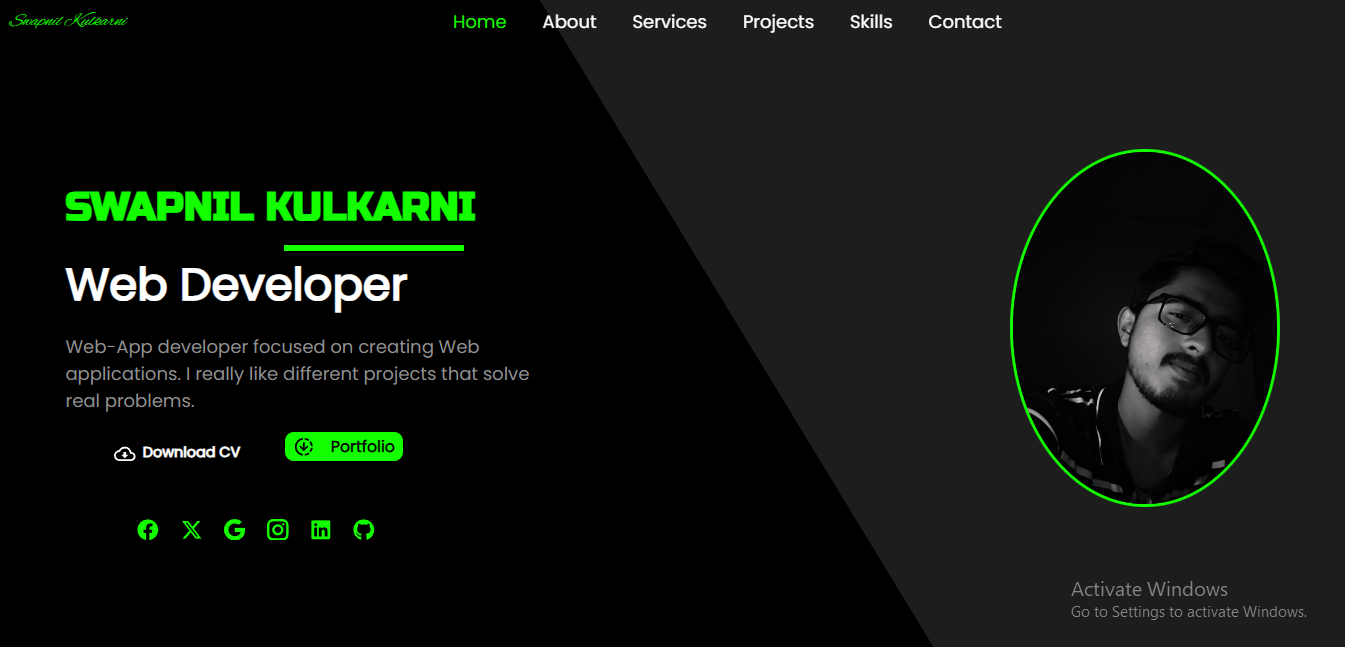 Swapnil Kulkarni
Home About Services Projects Skills Contact
SWAPNIL KULKARNI
Web Developer
Web-App developer focused on creating Web
applications. I really like different projects that solve
real problems.
Download CV
Portfolio
Activate Windows
Go to Settings to activate Windows.